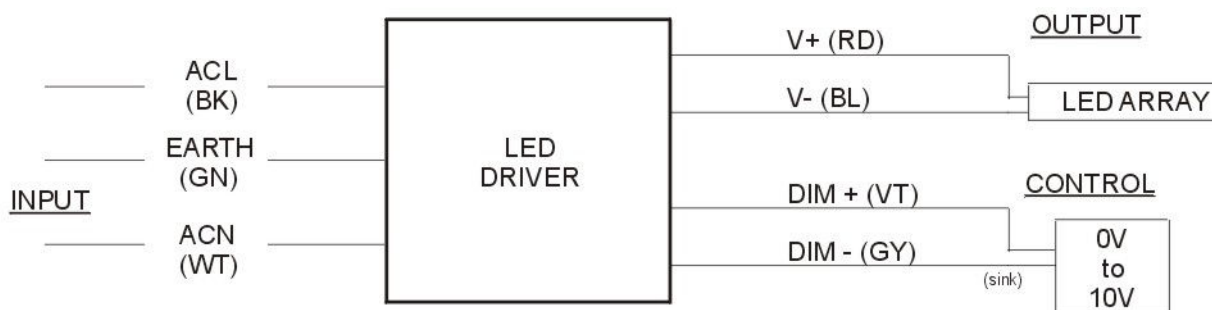 INPUT
ACL
(BK)
EARTH
(GN)
ACN
(WT)
LED
DRIVER
OUTPUT
V+ (RD)
V- (BL)
LED ARRAY
CONTROL
DIM + (VT)
DIM - (GY)
(sink)
0V
to
10V